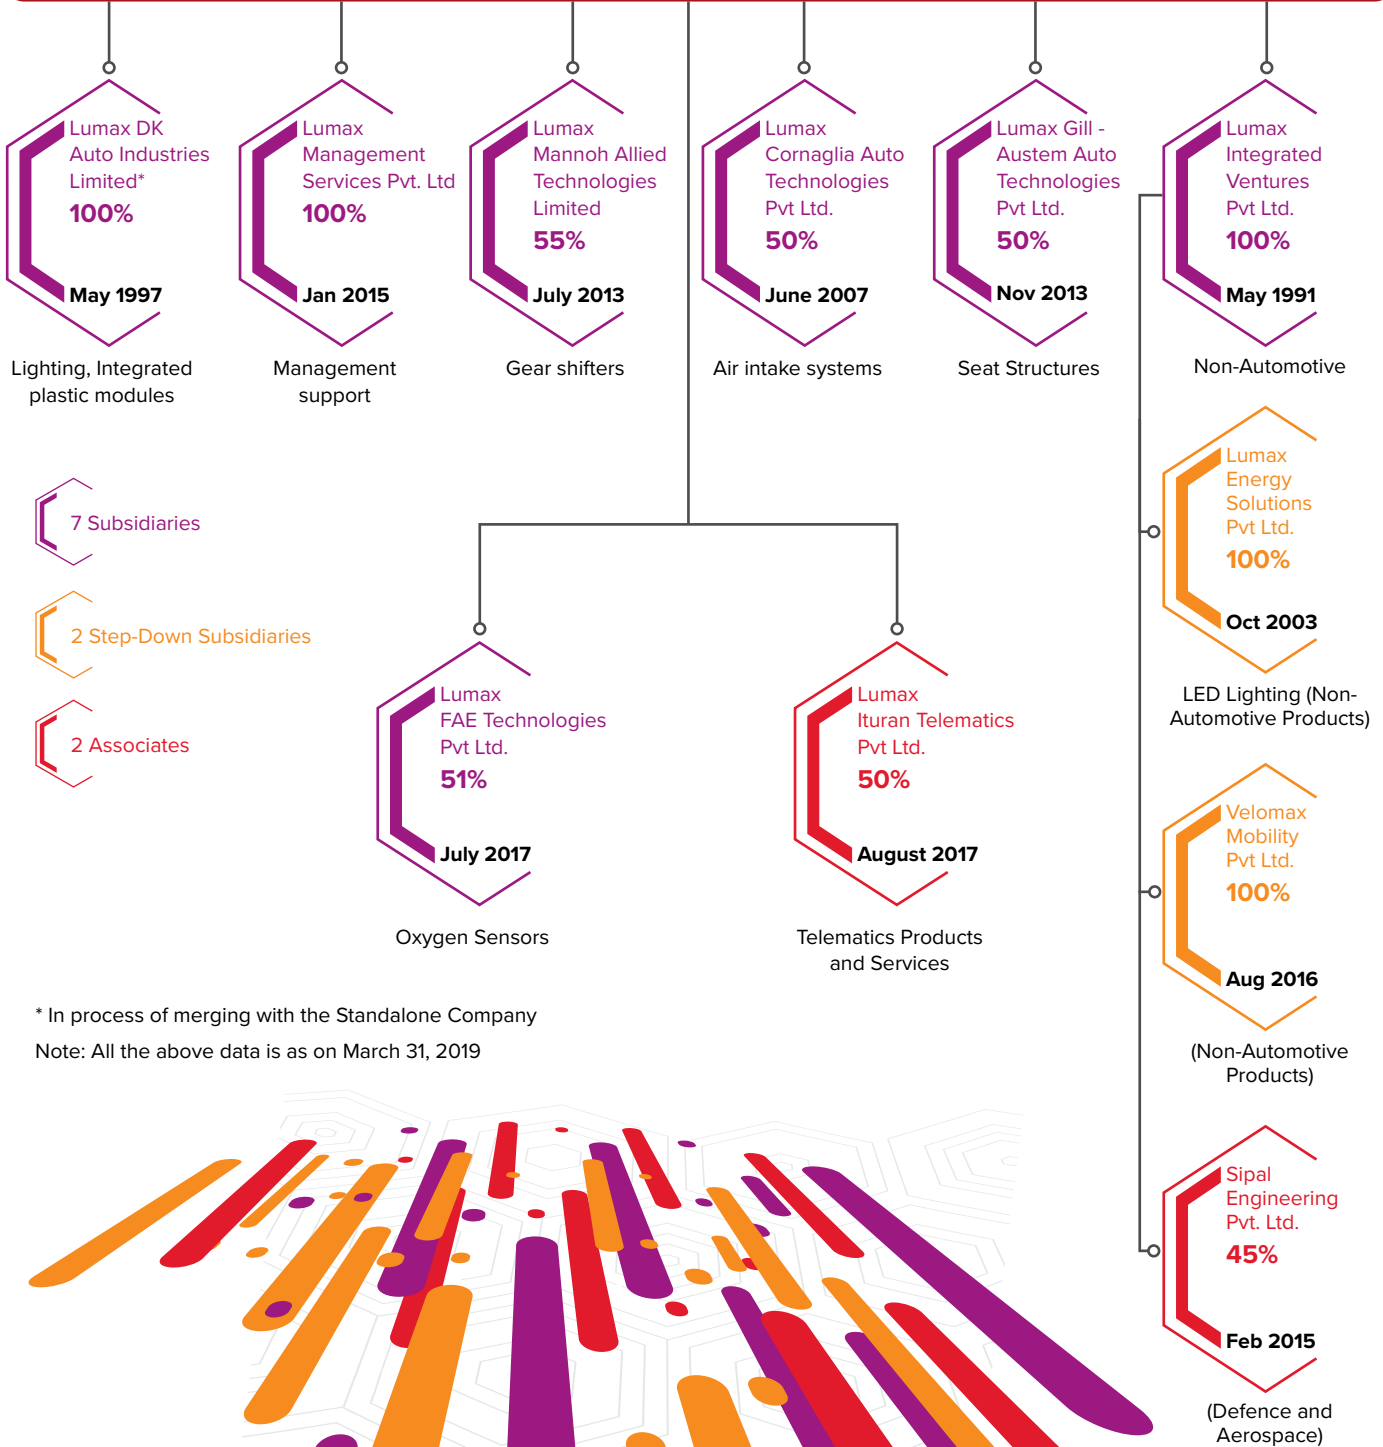 Lumax DK
Auto Industries
Limited*
100%
May 1997
Lighting, Integrated
plastic modules
Lumax
Management
Services Pvt. Ltd
100%
Jan 2015
Management
support
Lumax
Mannoh Allied
Technologies
Limited
55%
July 2013
Gear shifters
Lumax
Cornaglia Auto
Technologies
Pvt Ltd.
50%
June 2007
Air intake systems
Lumax Gill -
Austem Auto
Technologies
Pvt Ltd.
50%
Nov 2013
Seat Structures
Lumax
Integrated
Ventures
Pvt Ltd.
100%
May 1991
Non-Automotive
7 Subsidiaries
2 Step-Down Subsidiaries
2 Associates
Lumax
FAE Technologies
Pvt Ltd.
51%
July 2017
Oxygen Sensors
Lumax
Ituran Telematics
Pvt Ltd.
50%
August 2017
Telematics Products
and Services
Lumax
Energy
Solutions
Pvt Ltd.
100%
Oct 2003
LED Lighting (Non-
Automotive Products)
Velomax
Mobility
Pvt Ltd.
100%
Aug 2016
(Non-Automotive
Products)
Sipal
Engineering
Pvt. Ltd.
45%
Feb 2015
(Defence and
Aerospace)
* In process of merging with the Standalone Company
Note: All the above data is as on March 31, 2019